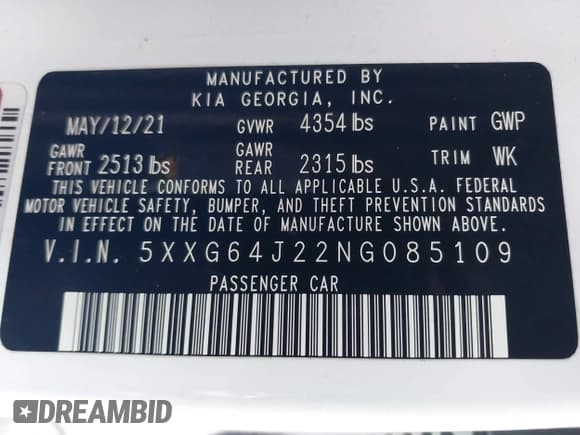 MANUFACTURED BY
KIA GEORGIA, INC.
MAY/12/21 GVWR 4354 lbs PAINT GWP
GAWR FRONT 2513 lbs GAWR REAR 2315 lbs TRIM WK
THIS VEHICLE CONFORMS TO ALL APPLICABLE U.S.A. FEDERAL
MOTOR VEHICLE SAFETY, BUMPER, AND THEFT PREVENTION STANDARDS
IN EFFECT ON THE DATE OF MANUFACTURE SHOWN ABOVE.
V.I.N. 5XXG64J22NG085109
PASSENGER CAR
DREAMBID